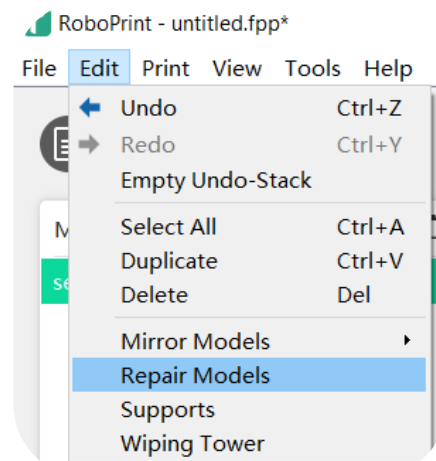 RoboPrint - untitled.fpp*
File Edit Print View Tools Help
Undo Ctrl+Z
Redo Ctrl+Y
Empty Undo-Stack
Select All Ctrl+A
Duplicate Ctrl+V
Delete Del
Mirror Models
Repair Models
Supports
Wiping Tower